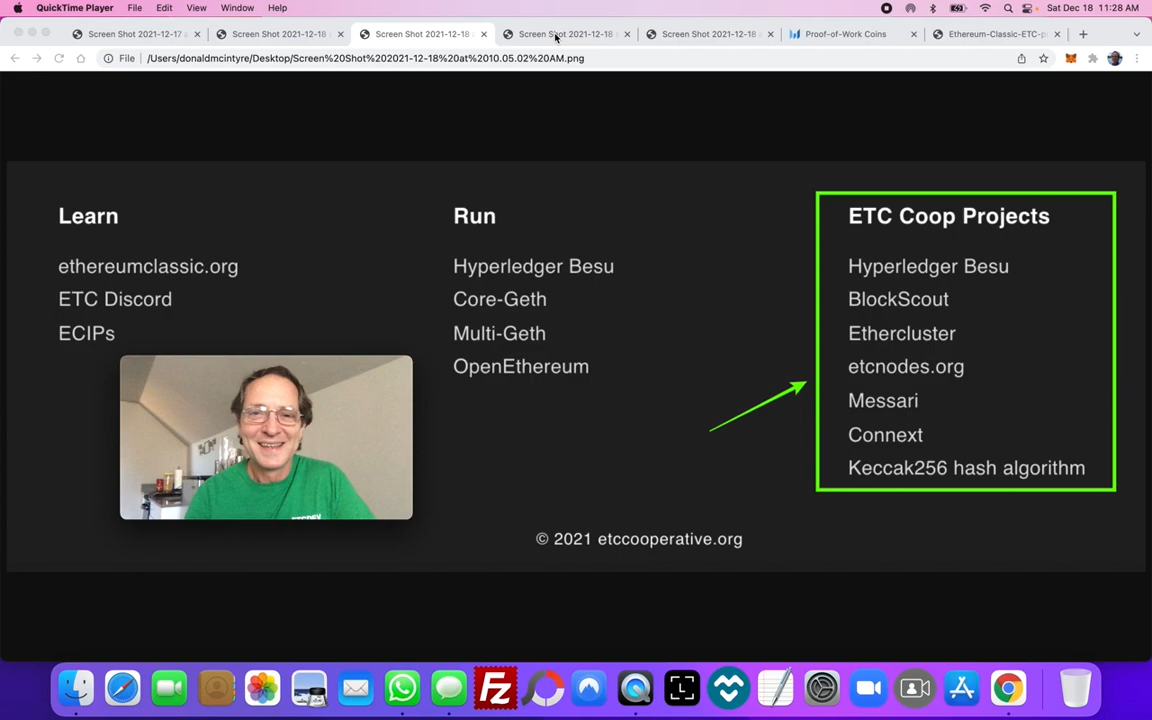 QuickTime Player File Edit View Window Help Sat Dec 18 11:28 AM
Screen Shot 2021-12-17 Screen Shot 2021-12-18 Screen Shot 2021-12-18 Screen Shot 2021-12-18 Screen Shot 2021-12-18 Proof-of-Work Coins Ethereum-Classic-ETC-p
File /Users/donaldmcintyre/Desktop/Screen%20Shot%202021-12-18%20at%2010.05.02%20AM.png
Learn
ethereumclassic.org
ETC Discord
ECIPs
Run
Hyperledger Besu
Core-Geth
Multi-Geth
OpenEthereum
ETC Coop Projects
Hyperledger Besu
BlockScout
Ethercluster
etcnodes.org
Messari
Connext
Keccak256 hash algorithm
ETCDEV
© 2021 etccooperative.org
Fz
L